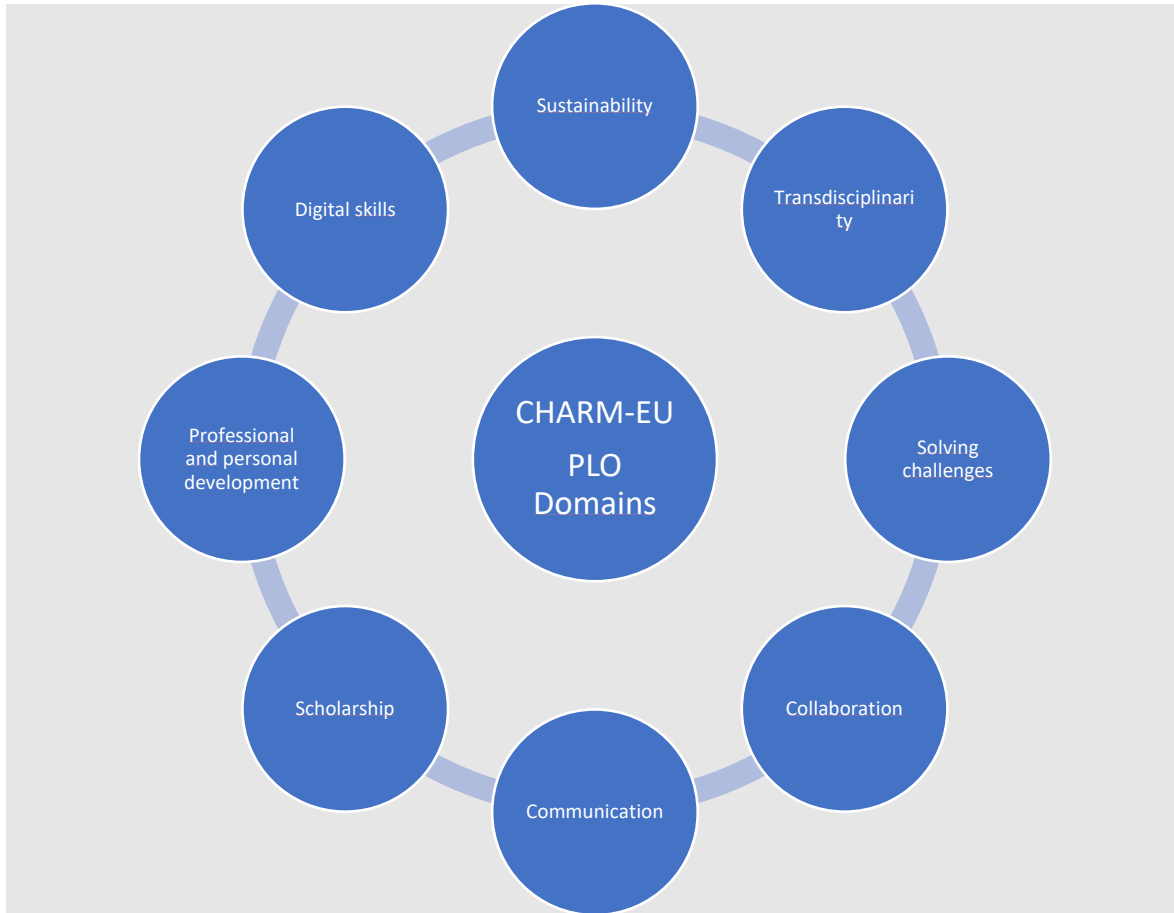 Sustainability
Transdisciplinari
ty
Solving
challenges
Collaboration
Communication
Scholarship
Professional
and personal
development
Digital skills
CHARM-EU
PLO
Domains